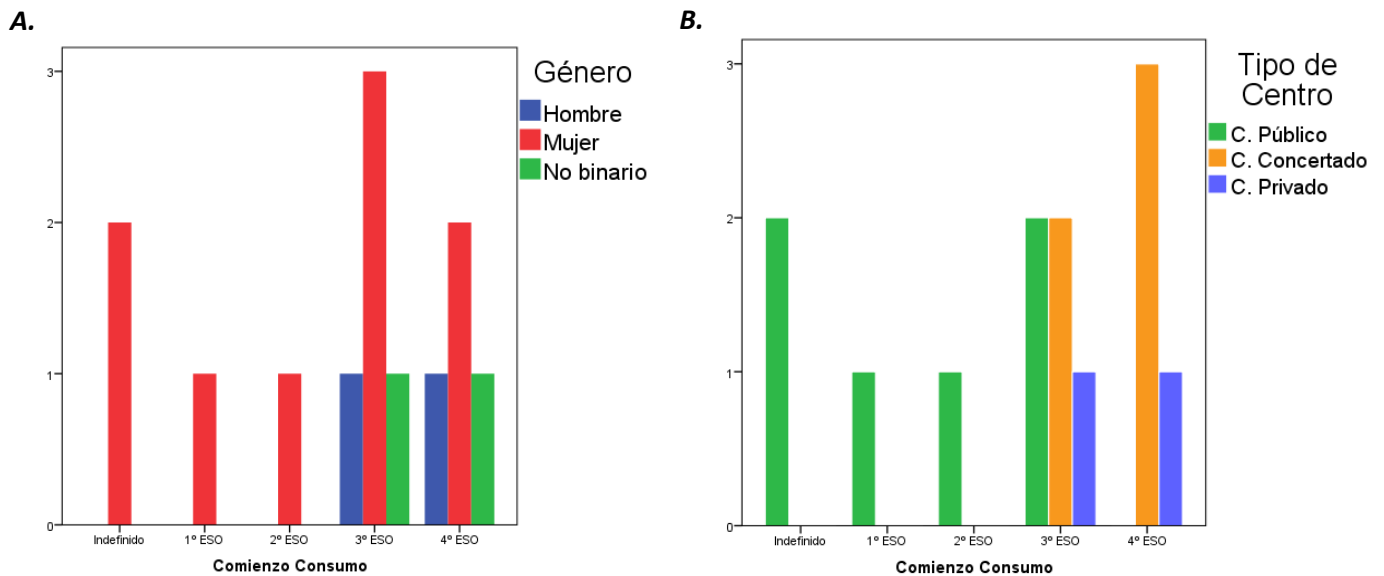 A.
3
2
1
0
Indefinido
1º ESO
2º ESO
3º ESO
4º ESO
Comienzo Consumo
Género
Hombre
Mujer
No binario
B.
3
2
1
0
Indefinido
1º ESO
2º ESO
3º ESO
4º ESO
Comienzo Consumo
Tipo de
Centro
C. Público
C. Concertado
C. Privado